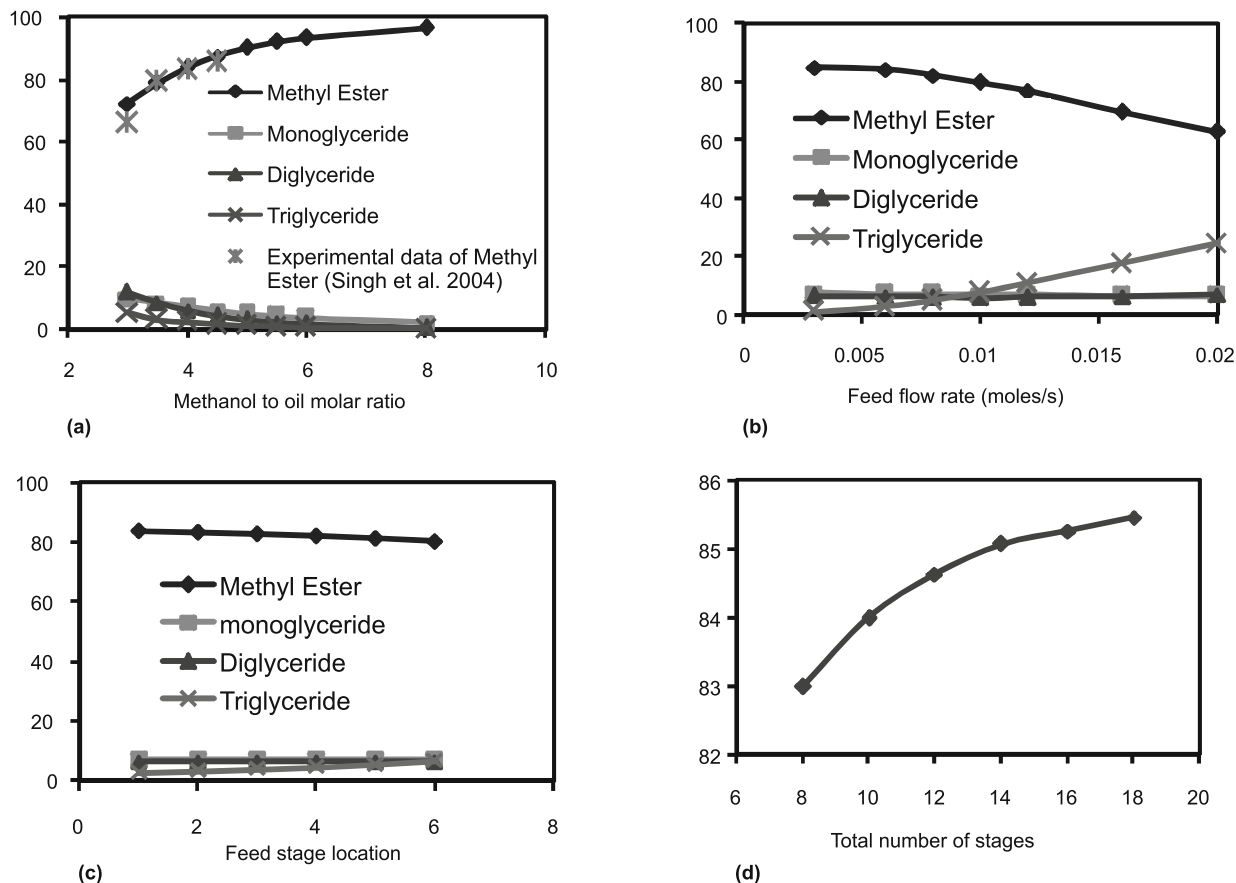 100
80
60
40
20
0
2
4
6
8
10
Methyl Ester
Monoglyceride
Diglyceride
Triglyceride
Experimental data of Methyl
Ester (Singh et al. 2004)
Methanol to oil molar ratio
(a)
100
80
60
40
20
0
0
0.005
0.01
0.015
0.02
Methyl Ester
Monoglyceride
Diglyceride
Triglyceride
Feed flow rate (moles/s)
(b)
100
80
60
40
20
0
0
2
4
6
8
Methyl Ester
monoglyceride
Diglyceride
Triglyceride
Feed stage location
(c)
86
85
84
83
82
6
8
10
12
14
16
18
20
Total number of stages
(d)